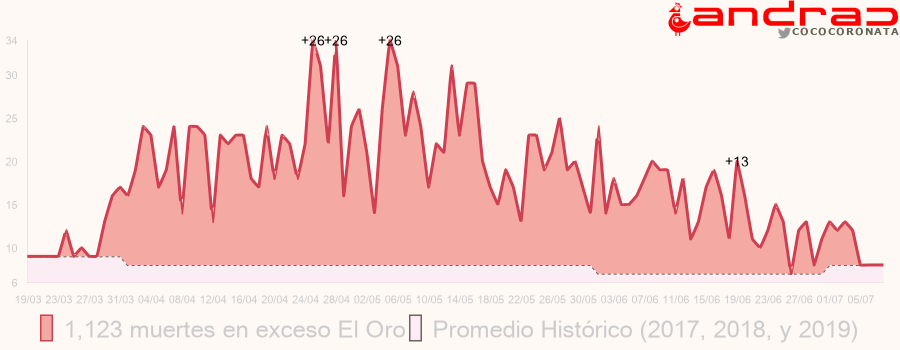 andrab
COCOCORONATA
+26+26 +26
34
30
25
20
15
10
6
+13
19/03 23/03 27/03 31/03 04/04 08/04 12/04 16/04 20/04 24/04 28/04 02/05 06/05 10/05 14/05 18/05 22/05 26/05 30/05 03/06 07/06 11/06 15/06 19/06 23/06 27/06 01/07 05/07
1,123 muertes en exceso El Oro Promedio Histórico (2017, 2018, y 2019)